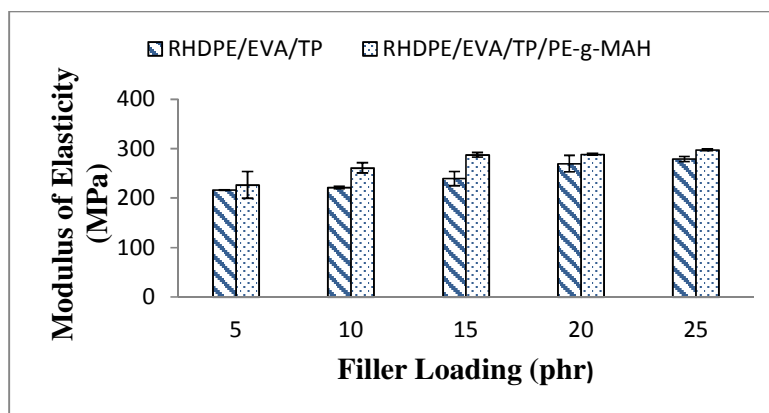 RHDPE/EVA/TP RHDPE/EVA/TP/PE-g-MAH
Modulus of Elasticity
(MPa)
400
300
200
100
0
5 10 15 20 25
Filler Loading (phr)